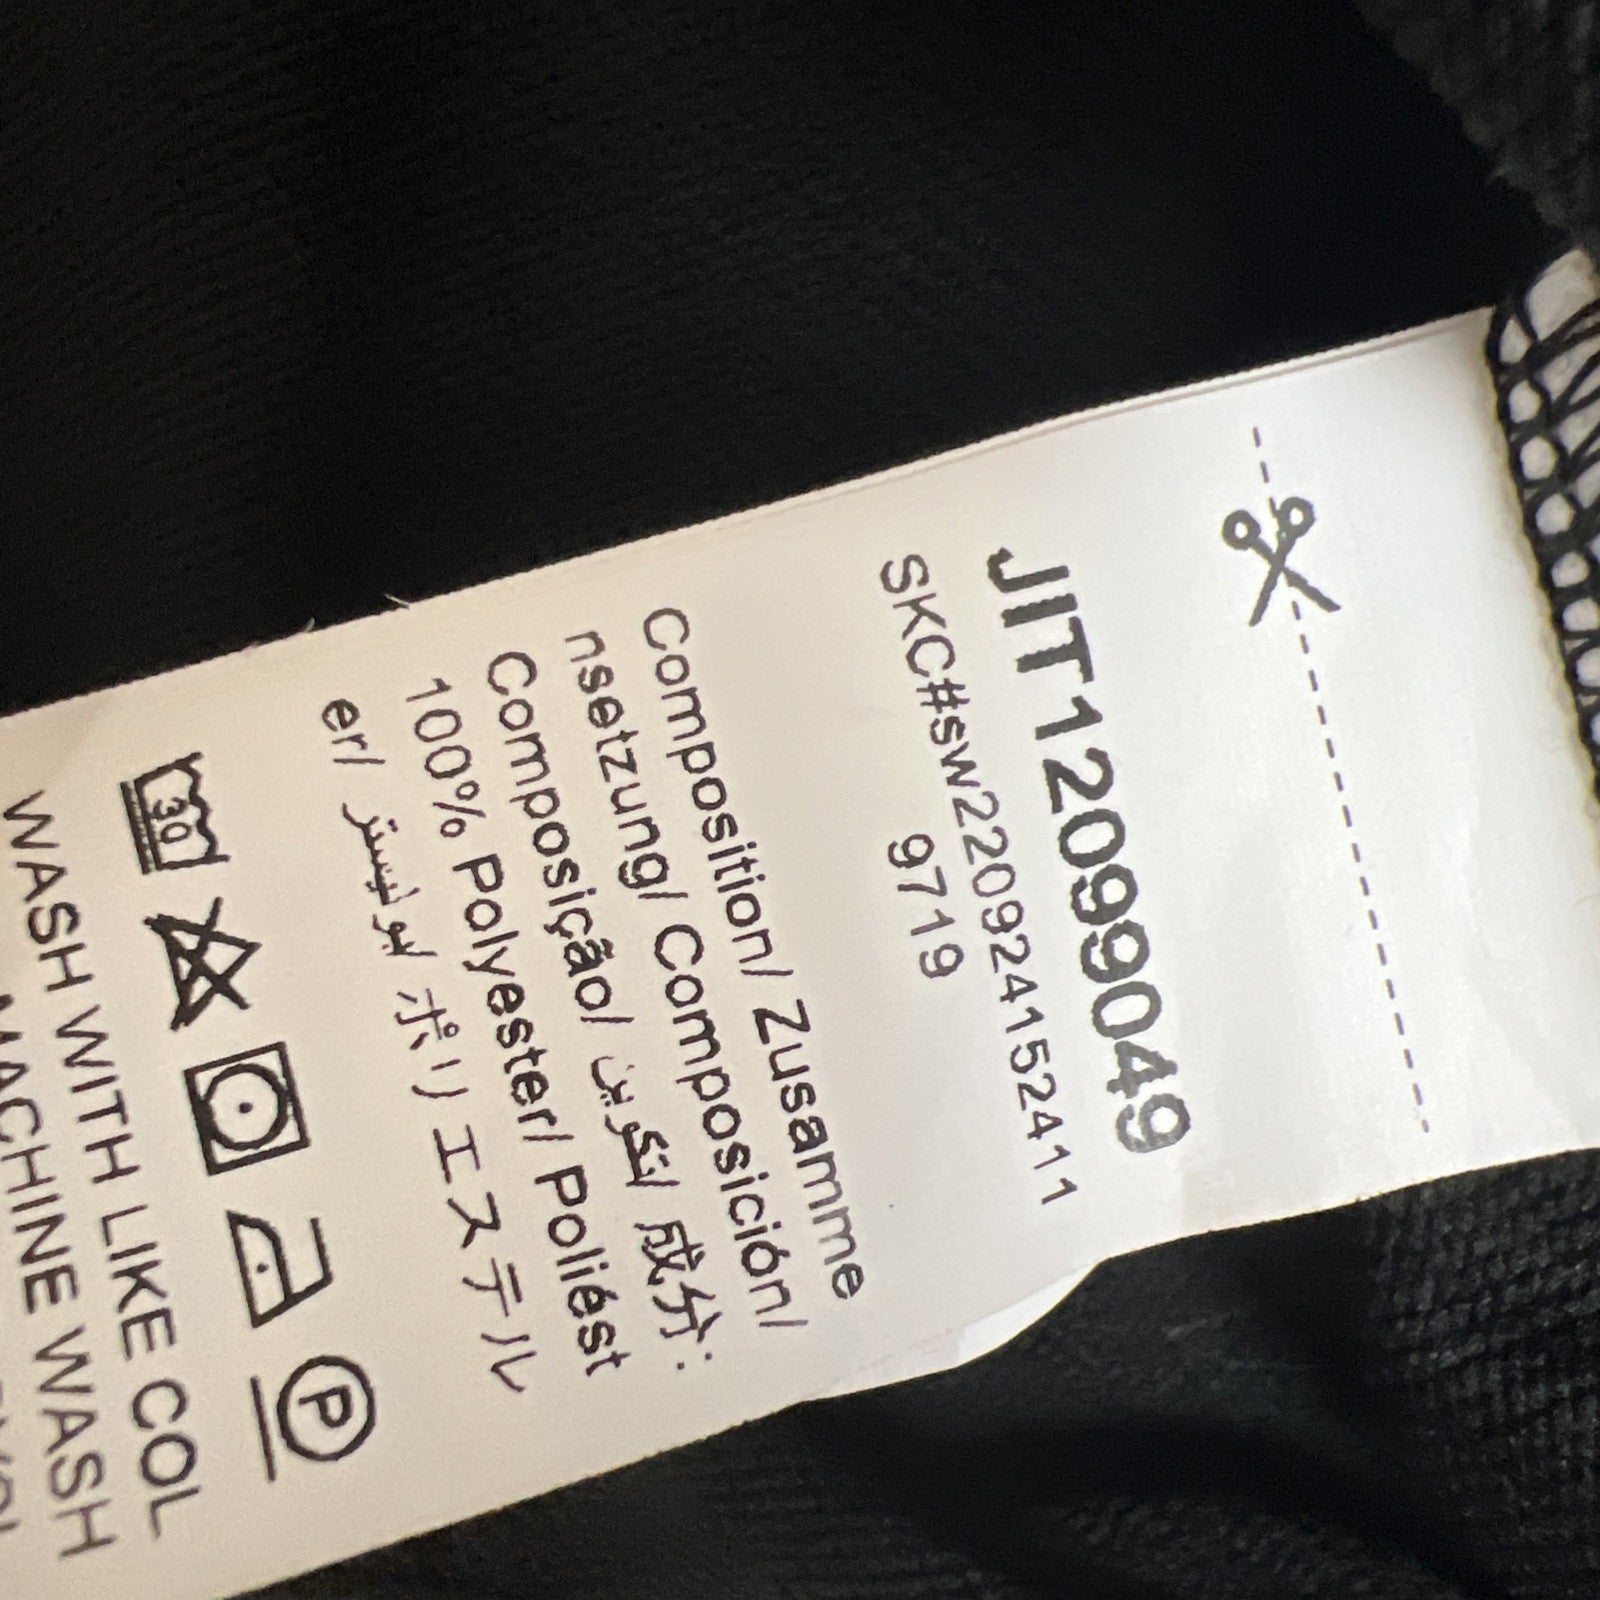 JIT12099049
SKC#sw220924152411
9719
Composition/ Zusamme
nsetzung/ Composición/
Composição/ التكوين/ 成分:
100% Polyester/ Poliést
er/ بوليستر/ ポリエステル
30
P
WASH WITH LIKE COL
MACHINE WASH